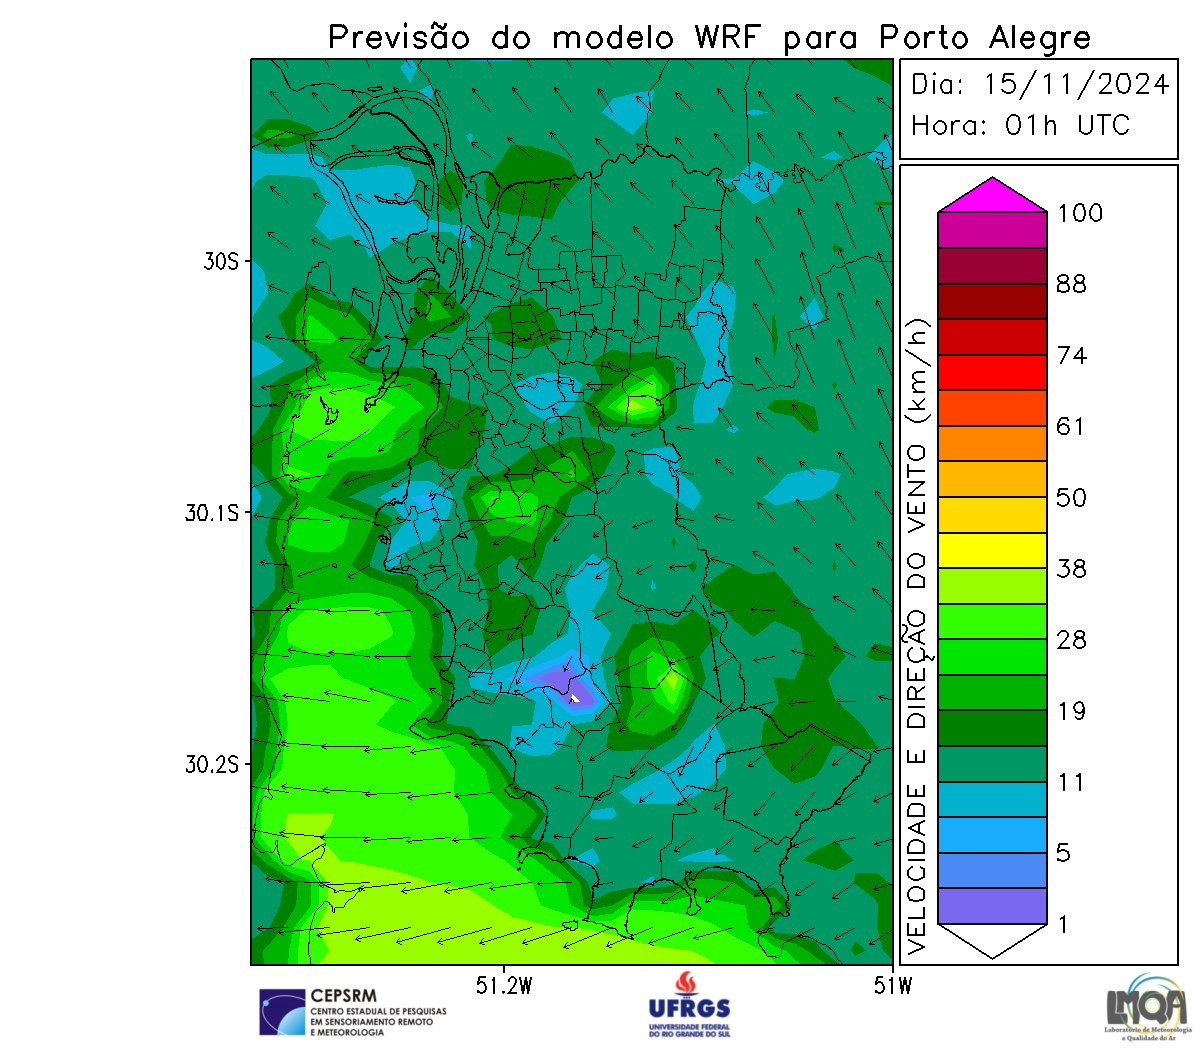 Previsão do modelo WRF para Porto Alegre
Dia: 15/11/2024
Hora: 01h UTC
30S
30.1S
30.2S
51.2W
51W
VELOCIDADE E DIREÇÃO DO VENTO (km/h)
100
88
74
61
50
38
28
19
11
5
1
CEPSRM
CENTRO ESTADUAL DE PESQUISAS
EM SENSORIAMENTO REMOTO
E METEOROLOGIA
UFRGS
UNIVERSIDADE FEDERAL
DO RIO GRANDE DO SUL
LMQA
Laboratório de Meteorologia
e Qualidade do Ar